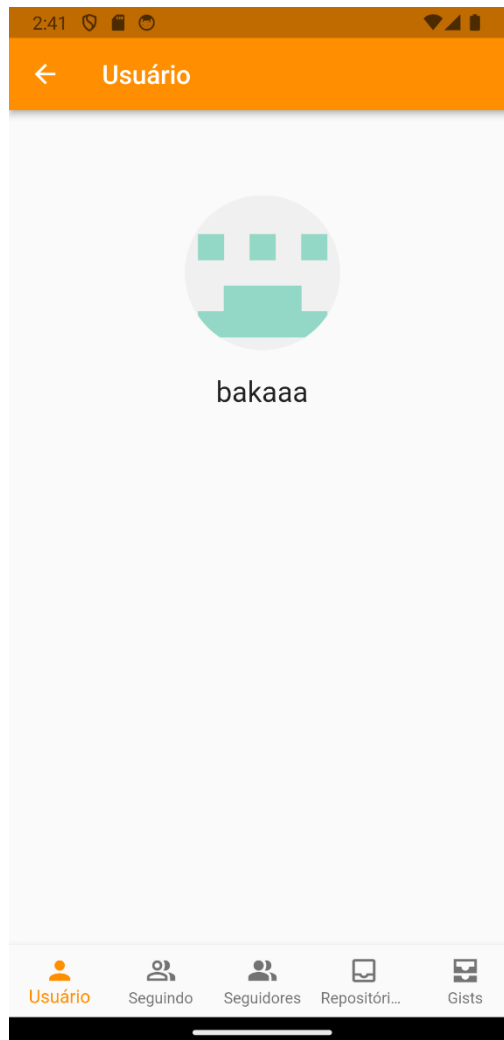 2:41
Usuário
bakaaa
Usuário
Seguindo
Seguidores
Repositóri...
Gists